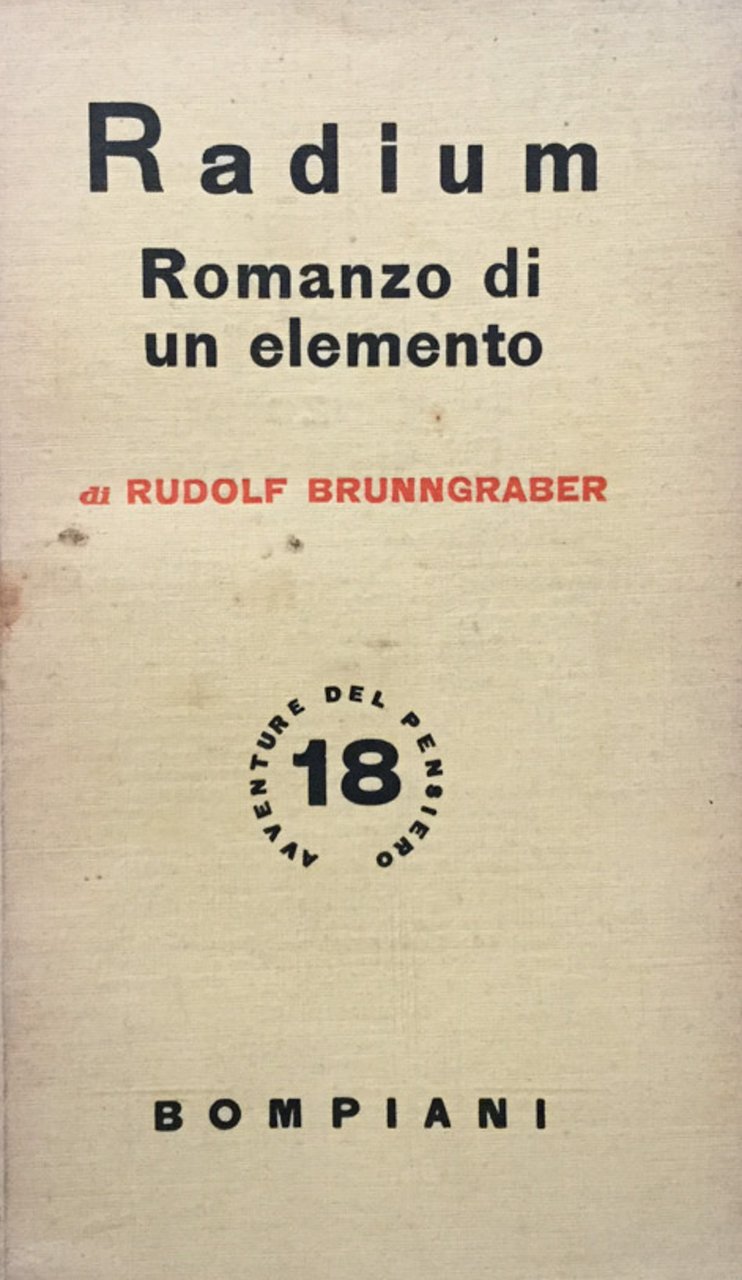 Radium
Romanzo di
un elemento
di RUDOLF BRUNNGRABER
AVVENTURE DEL PENSIERO
18
BOMPIANI